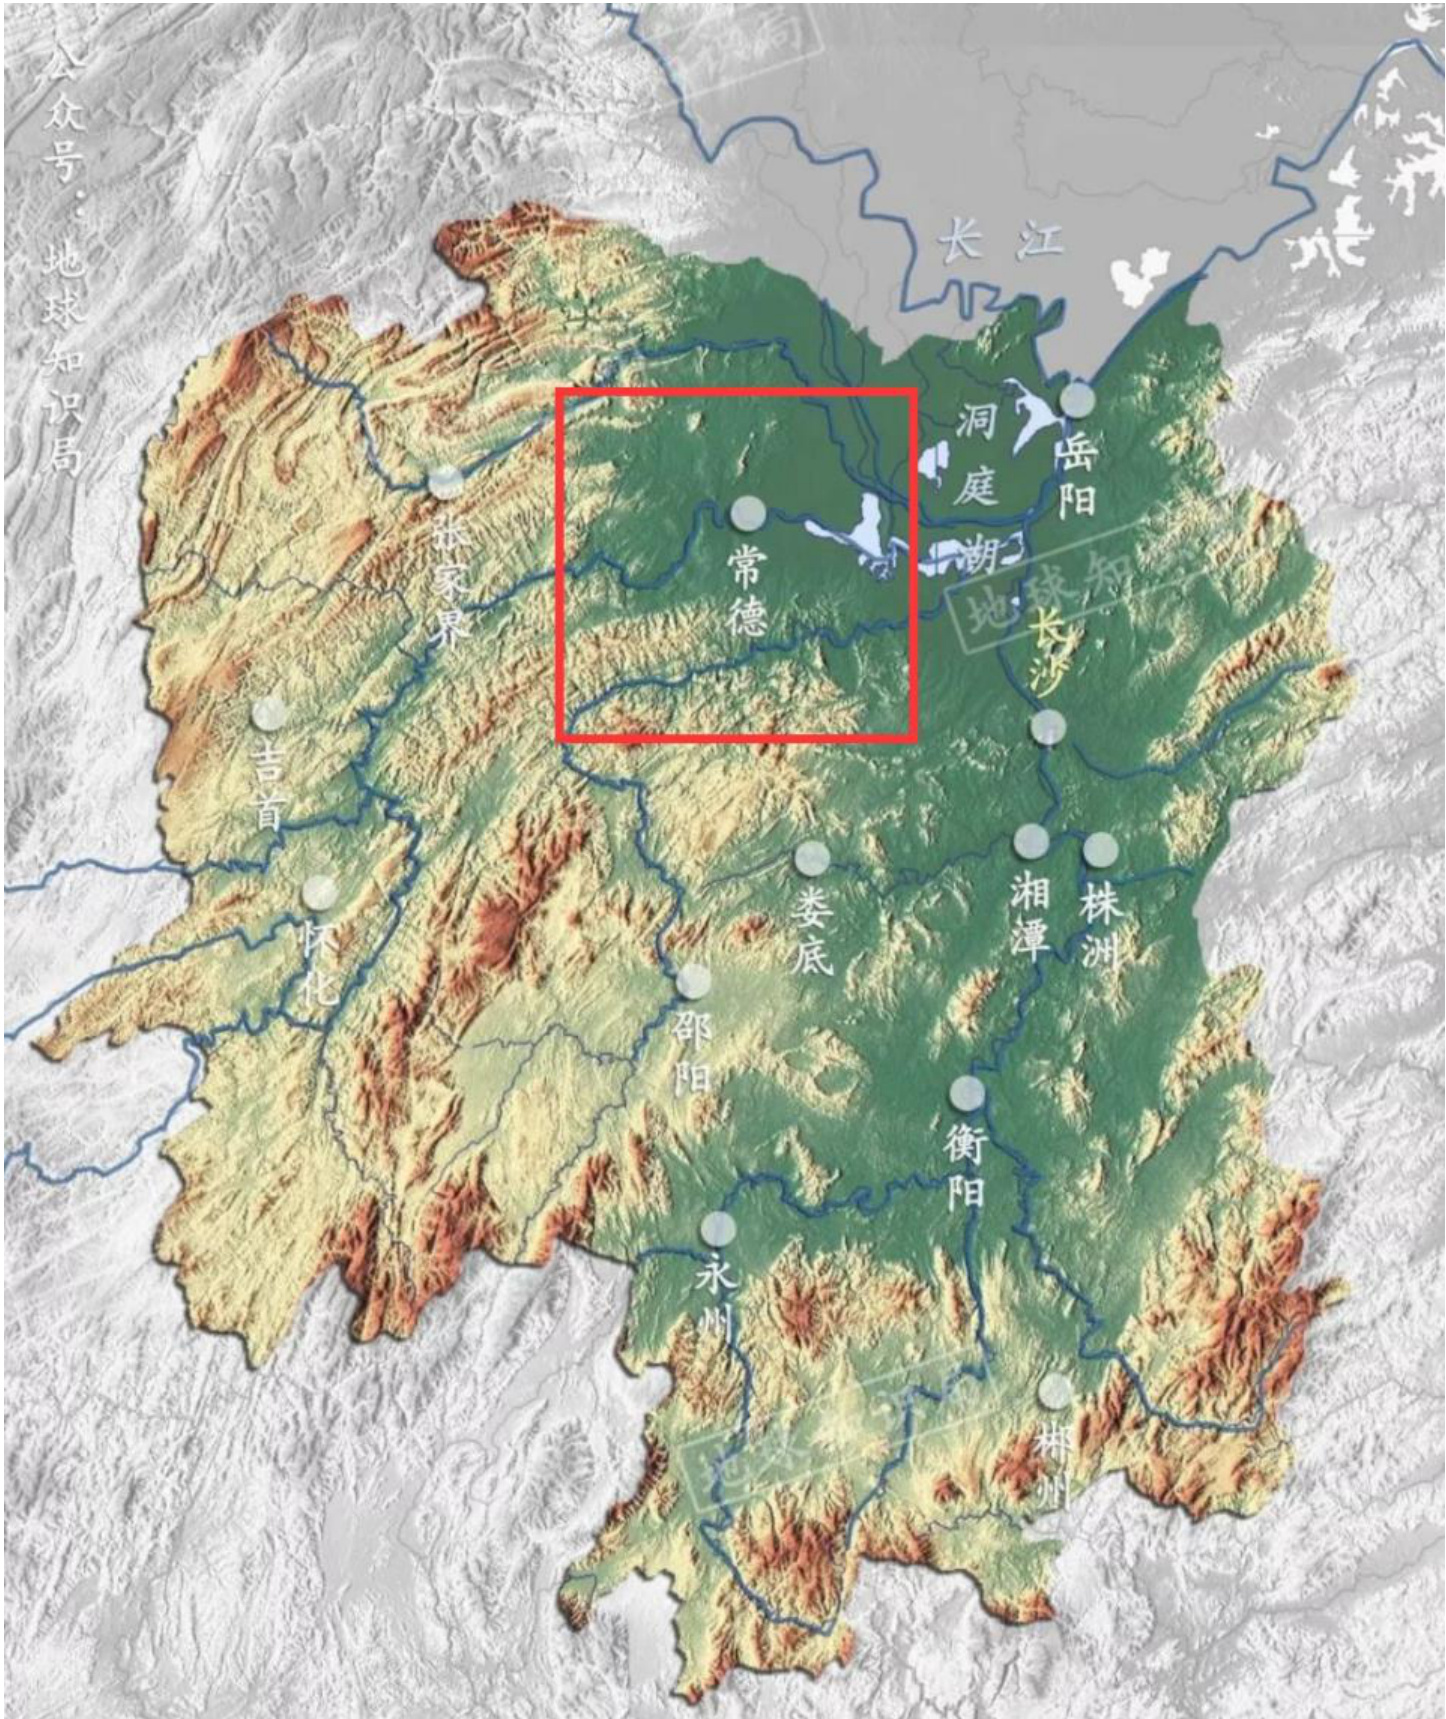 公众号：地球知识局
长江
洞庭湖
岳阳
张家界
常德
地球知
长沙
吉首
怀化
娄底
湘潭
株洲
邵阳
衡阳
永州
郴州